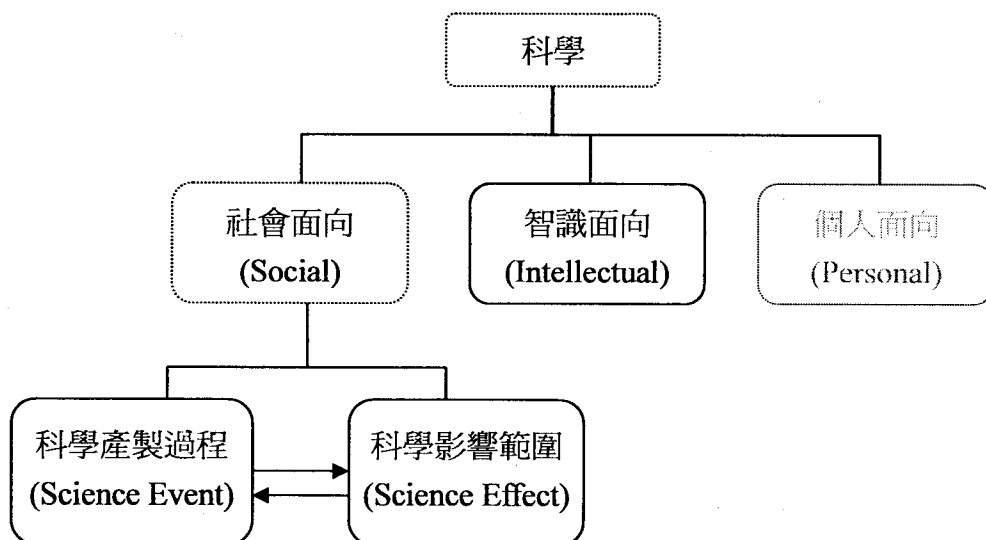 科學
社會面向
(Social)
智識面向
(Intellectual)
個人面向
(Personal)
科學產製過程
(Science Event)
科學影響範圍
(Science Effect)